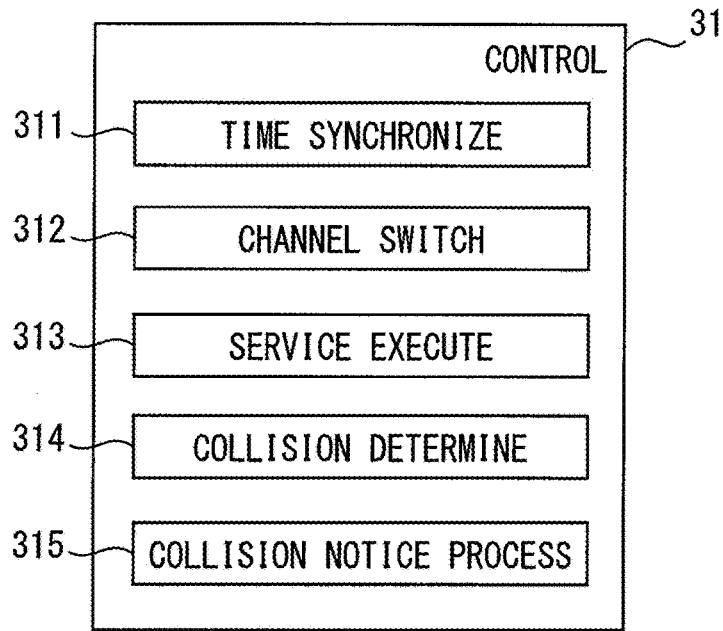 31
CONTROL
311 TIME SYNCHRONIZE
312 CHANNEL SWITCH
313 SERVICE EXECUTE
314 COLLISION DETERMINE
315 COLLISION NOTICE PROCESS